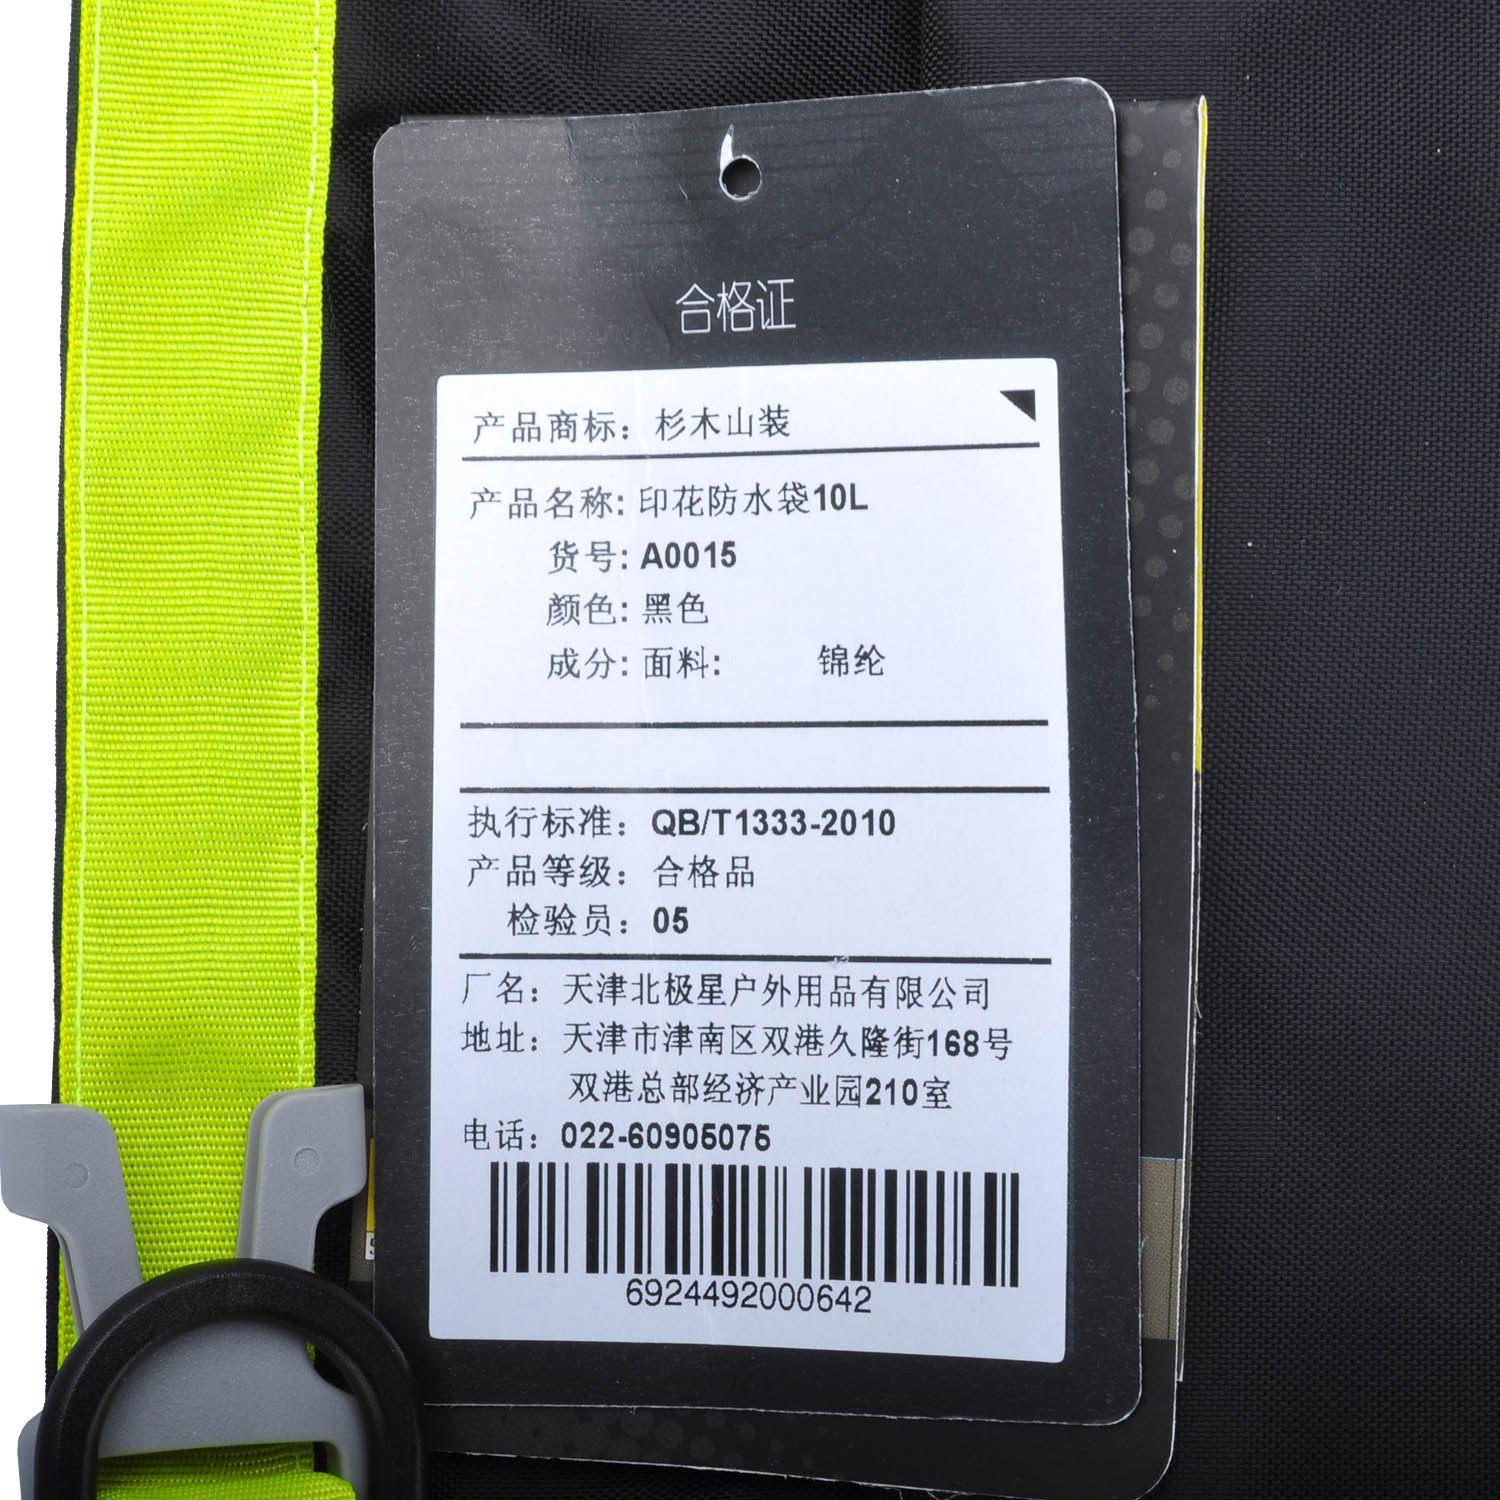 合格证
产品商标：杉木山装
产品名称：印花防水袋10L
货号：A0015
颜色：黑色
成分：面料： 锦纶
执行标准：QB/T1333-2010
产品等级：合格品
检验员：05
厂名：天津北极星户外用品有限公司
地址：天津市津南区双港久隆街168号
双港总部经济产业园210室
电话：022-60905075
6924492000642